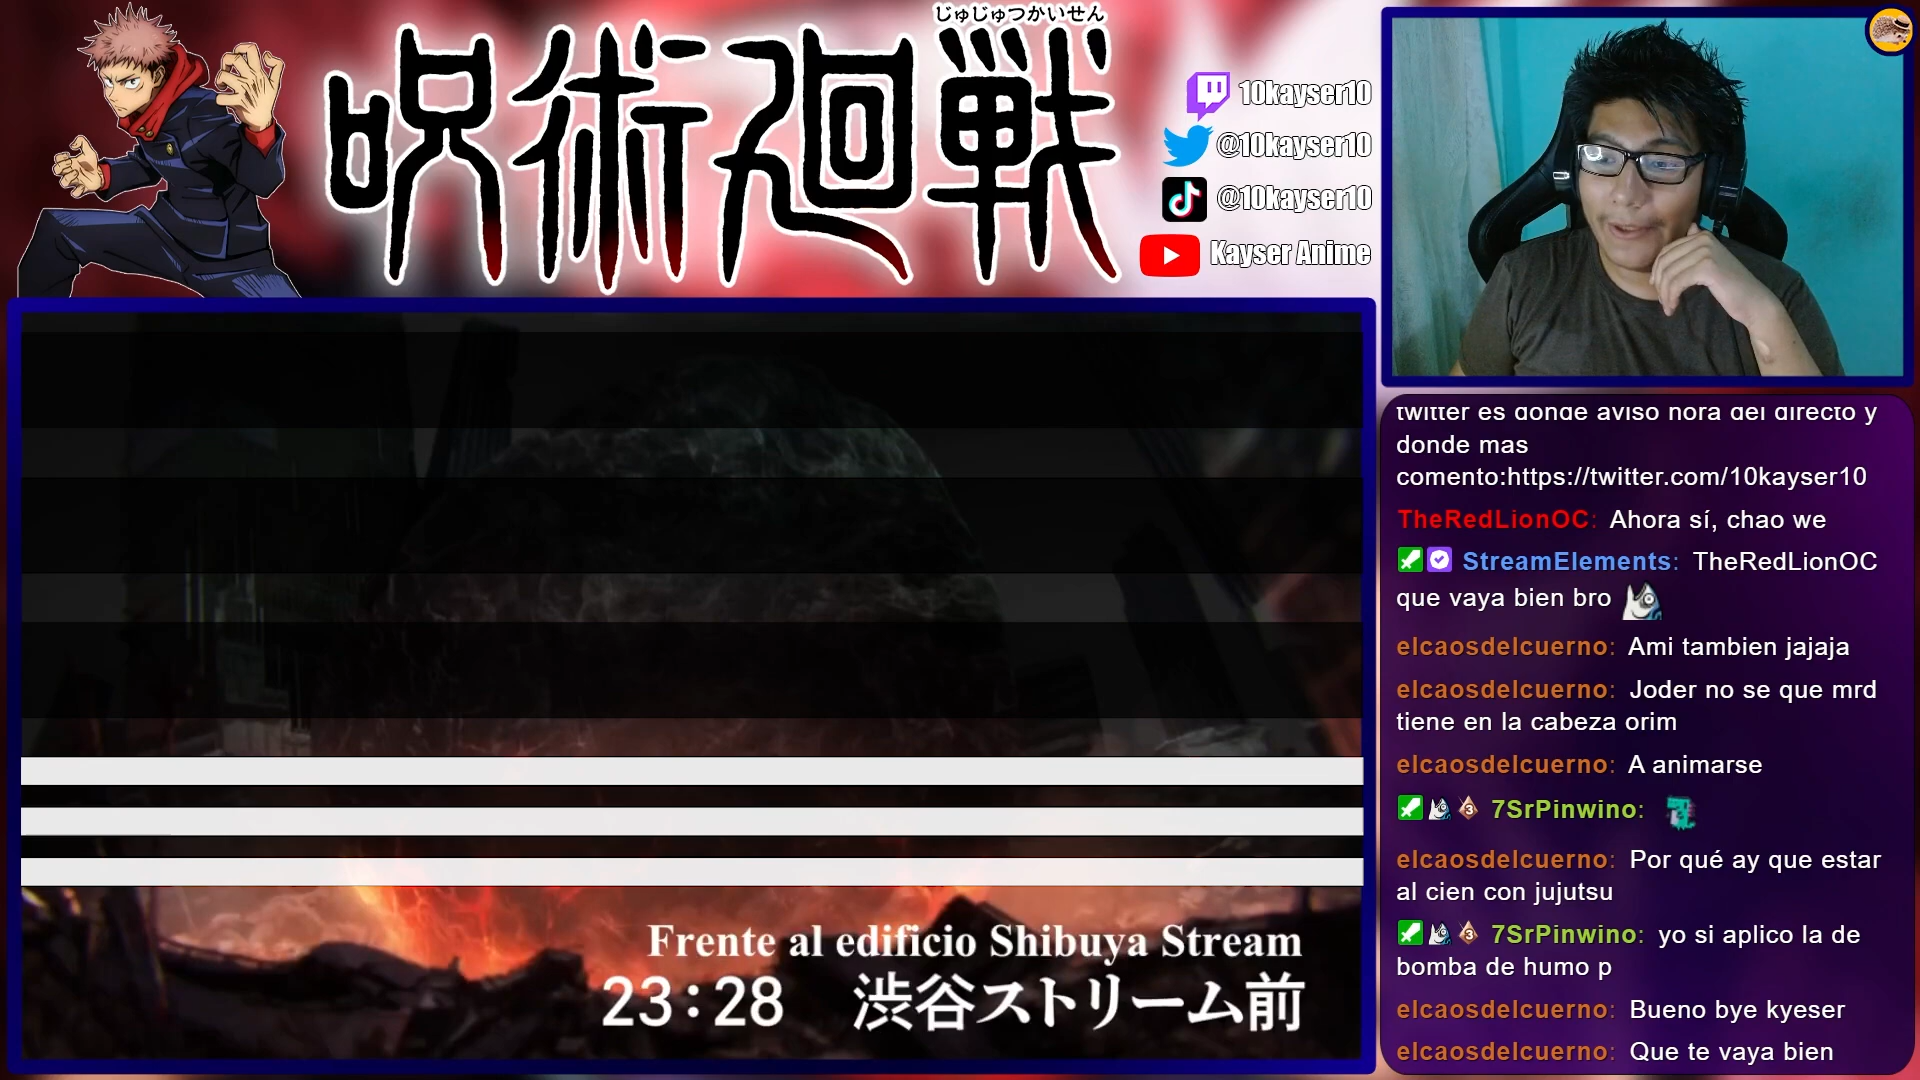 じゅじゅつかいせん
呪術廻戦
10kayser10
@10kayser10
@10kayser10
Kayser Anime
Frente al edificio Shibuya Stream
23:28 渋谷ストリーム前
twitter es donde aviso hora del directo y
donde mas
comento:https://twitter.com/10kayser10
TheRedLionOC: Ahora sí, chao we
StreamElements: TheRedLionOC
que vaya bien bro
elcaosdelcuerno: Ami tambien jajaja
elcaosdelcuerno: Joder no se que mrd
tiene en la cabeza orim
elcaosdelcuerno: A animarse
7SrPinwino:
elcaosdelcuerno: Por qué ay que estar
al cien con jujutsu
7SrPinwino: yo si aplico la de
bomba de humo p
elcaosdelcuerno: Bueno bye kyeser
elcaosdelcuerno: Que te vaya bien